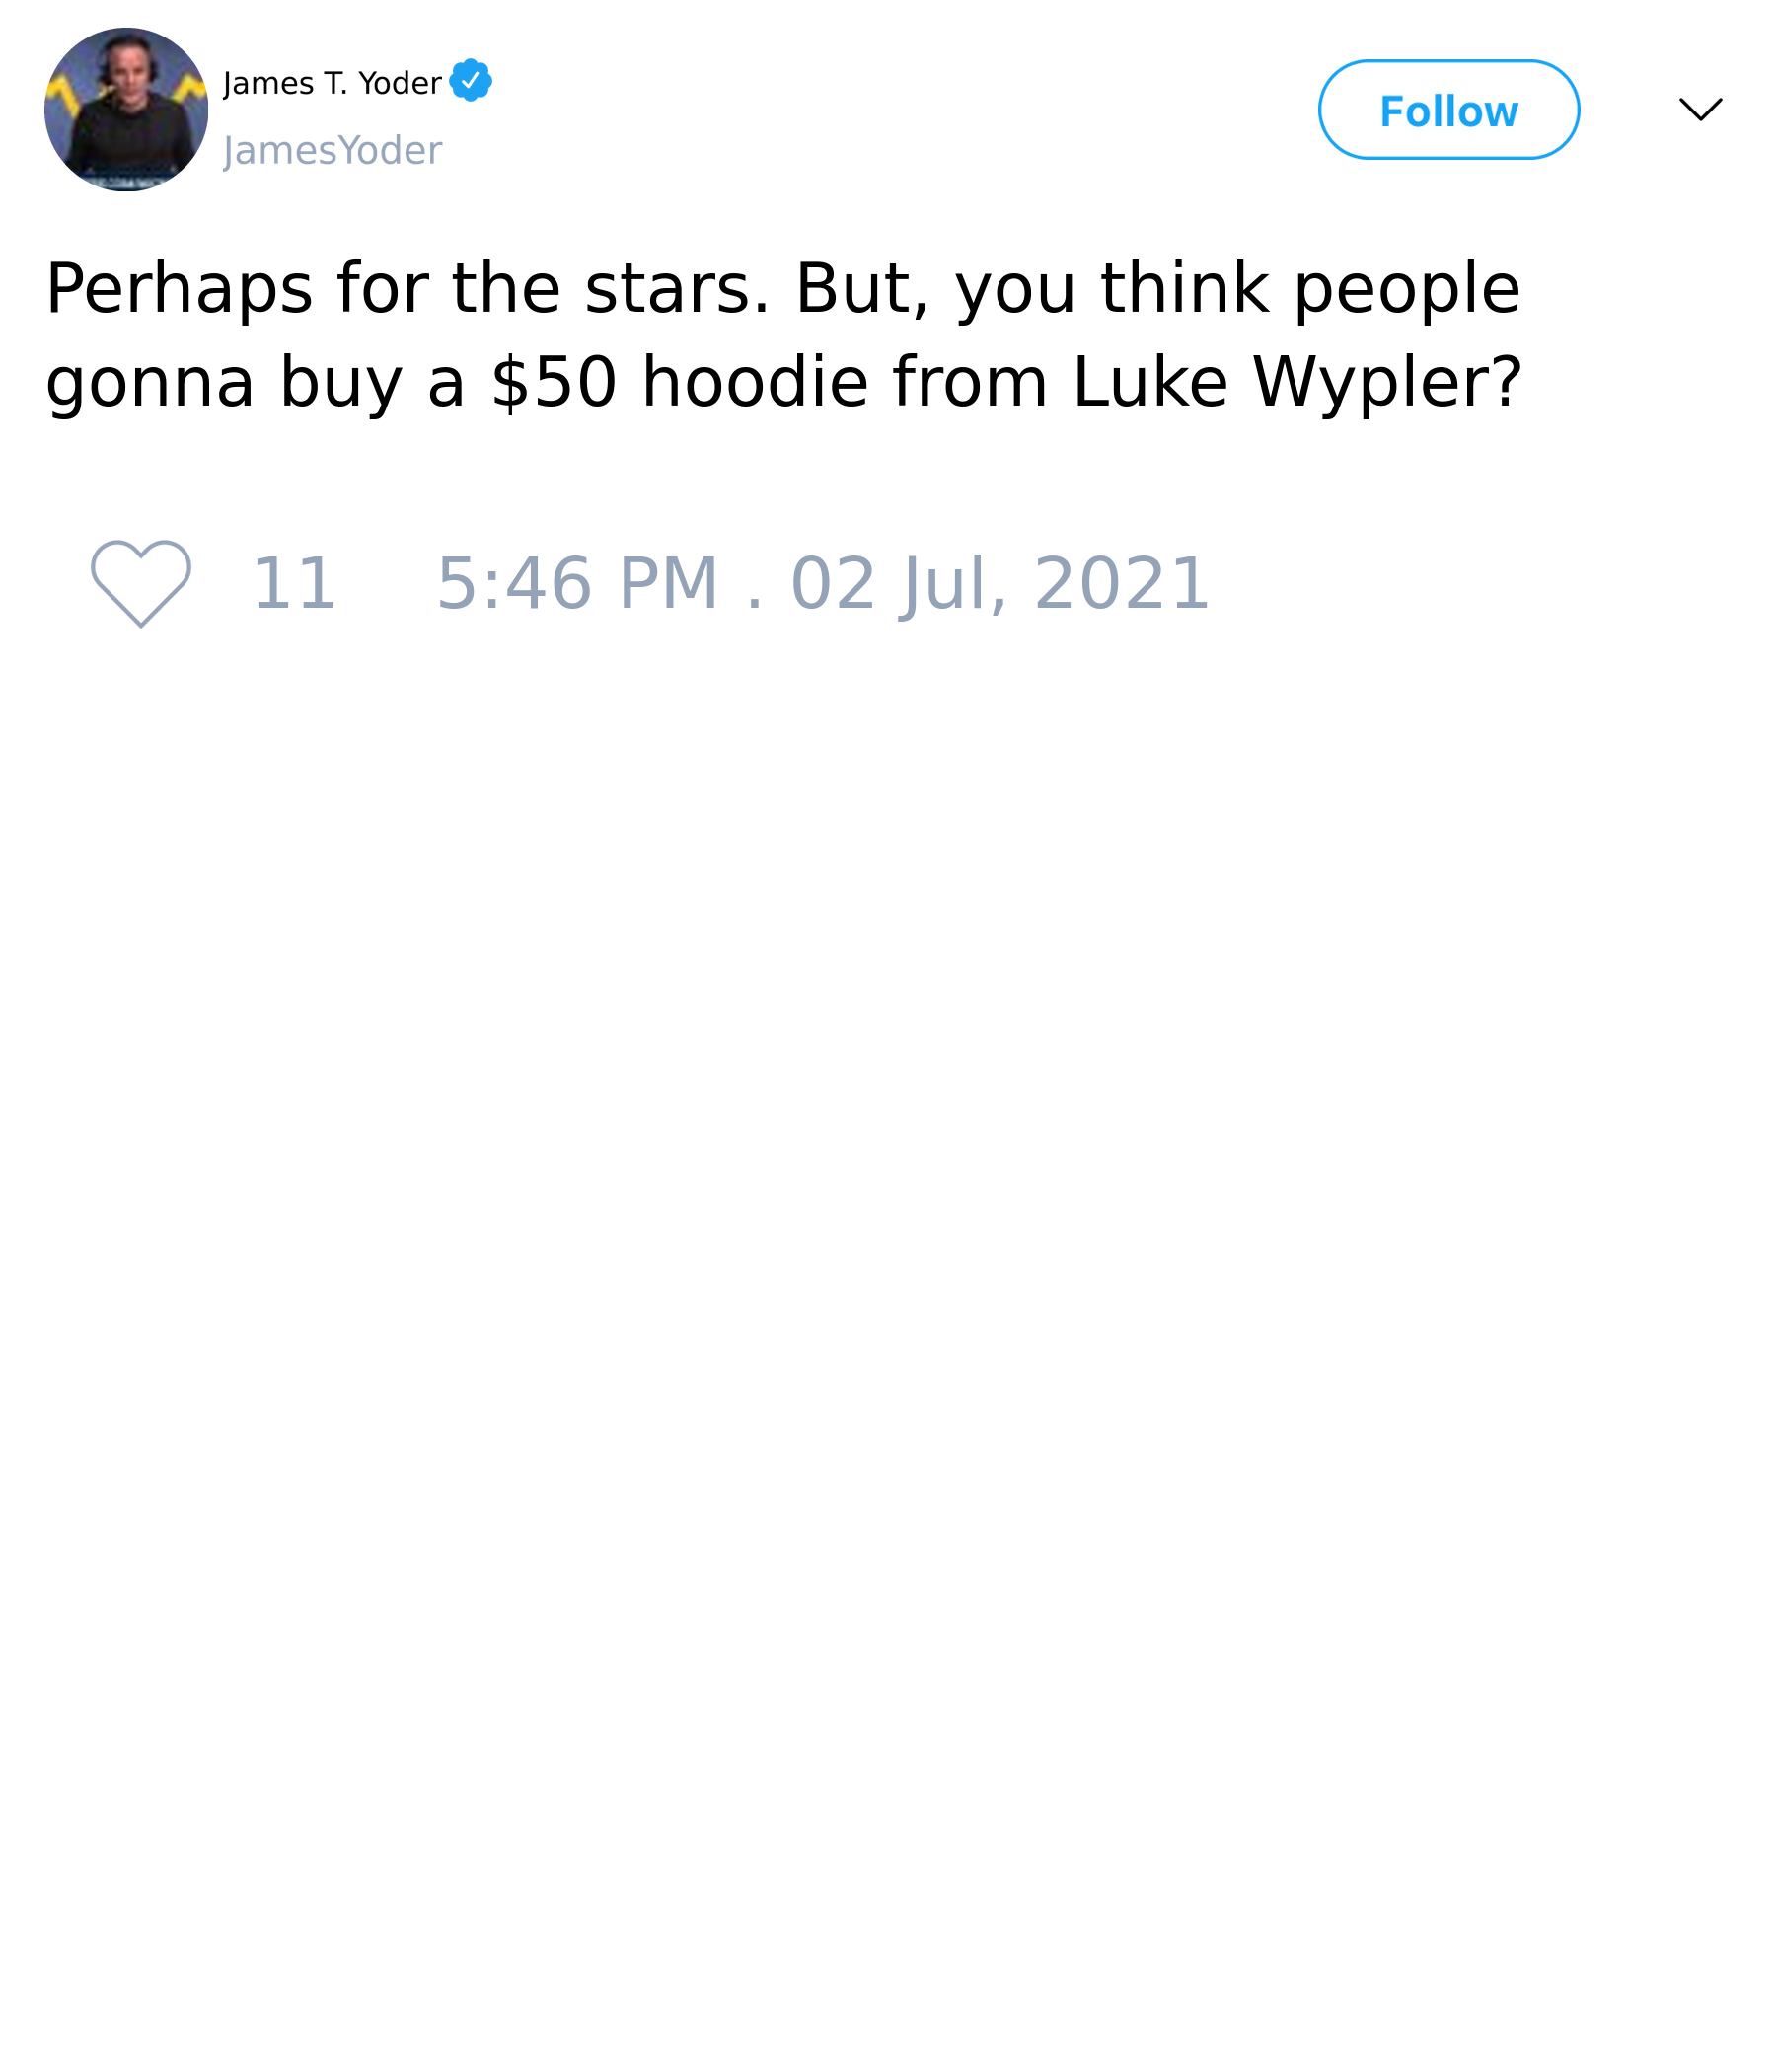 James T. Yoder
JamesYoder
Follow
Perhaps for the stars. But, you think people
gonna buy a $50 hoodie from Luke Wypler?
11 5:46 PM . 02 Jul, 2021